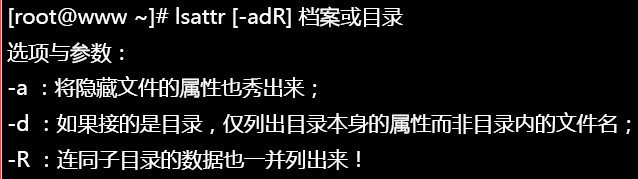 [root@www ~]# lsattr [-adR] 档案或目录
选项与参数：
-a ：将隐藏文件的属性也秀出来；
-d ：如果接的是目录，仅列出目录本身的属性而非目录内的文件名；
-R ：连同子目录的数据也一并列出来！